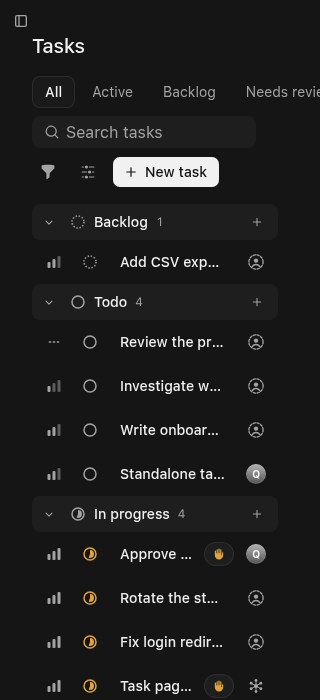 Tasks
All Active Backlog Needs revie
Search tasks
New task
Backlog 1
Add CSV exp...
Todo 4
Review the pr...
Investigate w...
Write onboar...
Standalone ta...
Q
In progress 4
Approve ...
Q
Rotate the st...
Fix login redir...
Task pag...